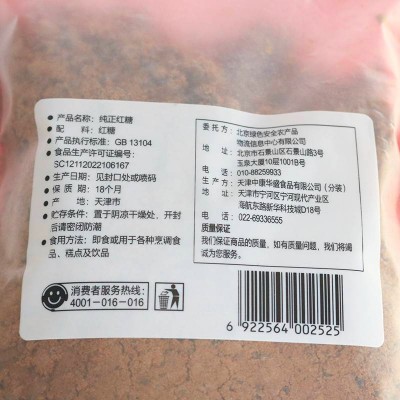 产品名称：纯正红糖
配 料：红糖
产品执行标准：GB 13104
食品生产许可证编号：
SC12112022106167
生产日期：见封口处或喷码
保 质 期：18个月
产 地：天津市
贮存条件：置于阴凉干燥处、开封
后请密闭防潮
食用方法：即食或用于各种烹调食
品、糕点及饮品
消费者服务热线：
4001-016-016
委托方：北京绿色安全农产品
物流信息中心有限公司
地 址：北京市石景山区石景山路3号
玉泉大厦10层1001B号
电 话：010-88259933
生产方：天津中康华盛食品有限公司（分装）
地 址：天津市宁河区宁河现代产业区
海航东路新华科技城D18号
电 话：022-69336555
质量保证
我们保证商品的质量，如有质量问题，我们将竭
诚为您服务。
6 922564 002525